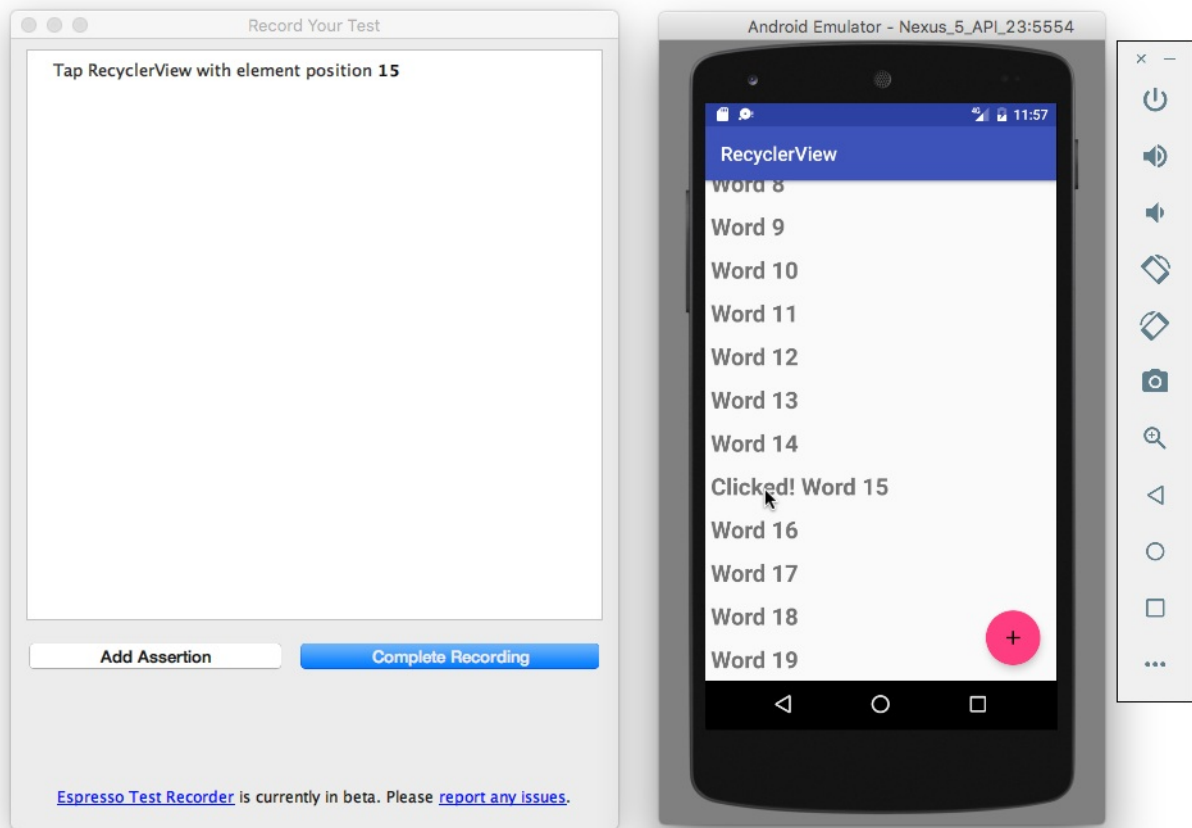 Record Your Test
Tap RecyclerView with element position 15
Add Assertion
Complete Recording
Espresso Test Recorder is currently in beta. Please report any issues.
Android Emulator - Nexus_5_API_23:5554
4G 11:57
RecyclerView
Word 8
Word 9
Word 10
Word 11
Word 12
Word 13
Word 14
Clicked! Word 15
Word 16
Word 17
Word 18
Word 19